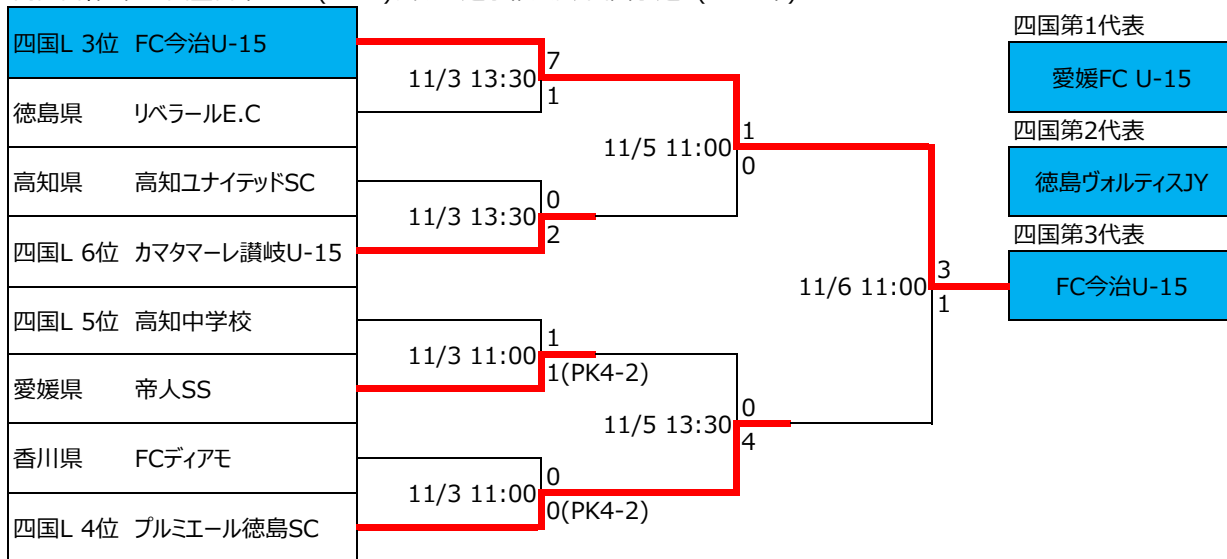 四国L 3位 FC今治U-15
徳島県 リベラールE.C
高知県 高知ユナイテッドSC
四国L 6位 カマタマーレ讃岐U-15
四国L 5位 高知中学校
愛媛県 帝人SS
香川県 FCディアモ
四国L 4位 プルミエール徳島SC
11/3 13:30
7
1
11/3 13:30
0
2
11/3 11:00
1
1(PK4-2)
11/3 11:00
0
0(PK4-2)
11/5 11:00
1
0
11/5 13:30
0
4
11/6 11:00
3
1
四国第1代表
愛媛FC U-15
四国第2代表
徳島ヴォルティスJY
四国第3代表
FC今治U-15